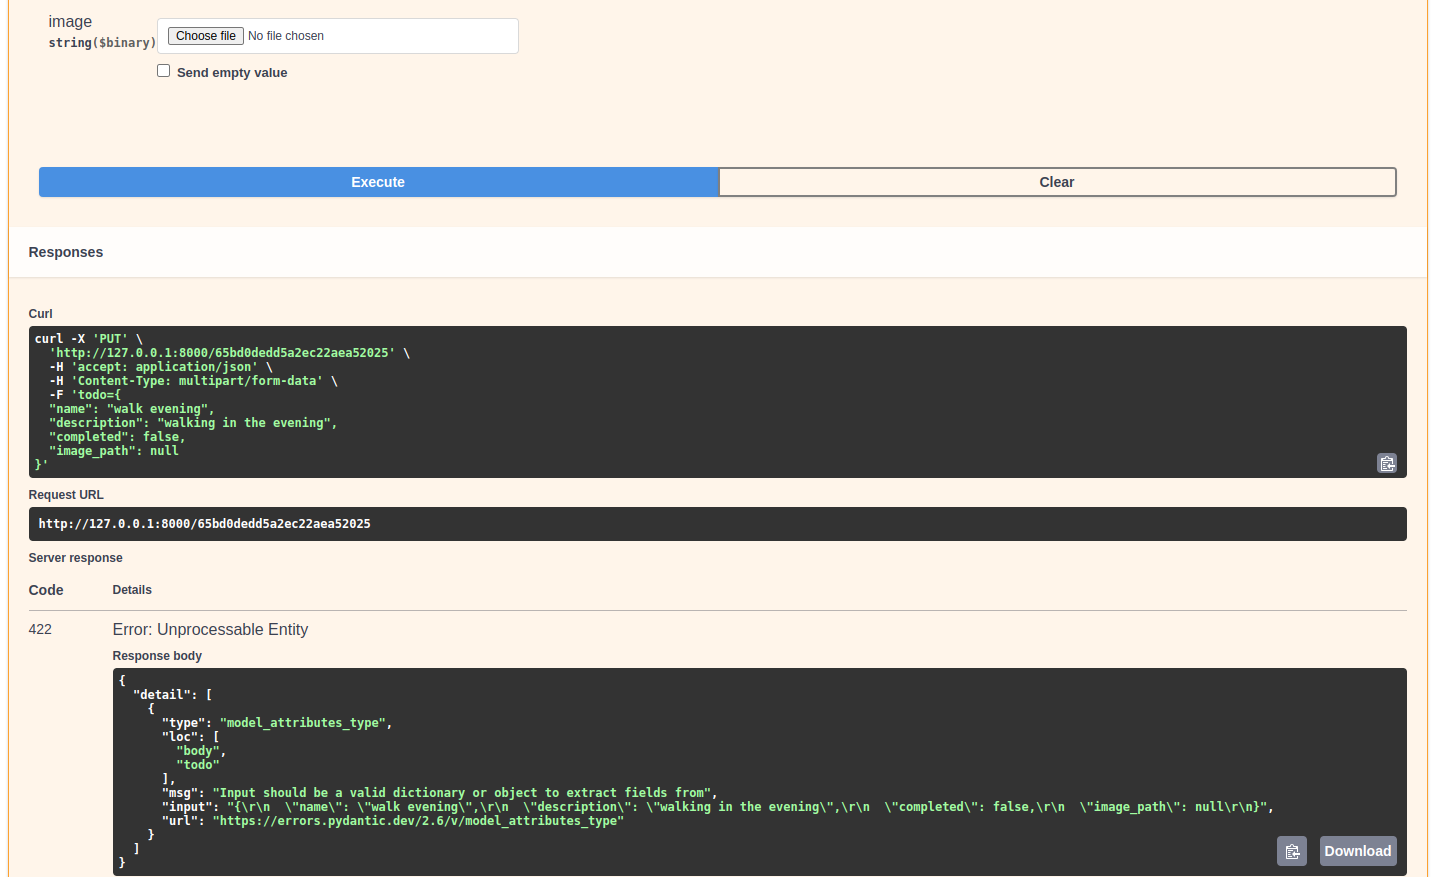 image
string($binary)
Choose file No file chosen
Send empty value
Execute
Clear
Responses
Curl
curl -X 'PUT' \
  'http://127.0.0.1:8000/65bd0dedd5a2ec22aea52025' \
  -H 'accept: application/json' \
  -H 'Content-Type: multipart/form-data' \
  -F 'todo={
  "name": "walk evening",
  "description": "walking in the evening",
  "completed": false,
  "image_path": null
}'
Request URL
http://127.0.0.1:8000/65bd0dedd5a2ec22aea52025
Server response
Code Details
422 Error: Unprocessable Entity
Response body
{
  "detail": [
    {
      "type": "model_attributes_type",
      "loc": [
        "body",
        "todo"
      ],
      "msg": "Input should be a valid dictionary or object to extract fields from",
      "input": "{\r\n  \"name\": \"walk evening\",\r\n  \"description\": \"walking in the evening\",\r\n  \"completed\": false,\r\n  \"image_path\": null\r\n}",
      "url": "https://errors.pydantic.dev/2.6/v/model_attributes_type"
    }
  ]
}
Download